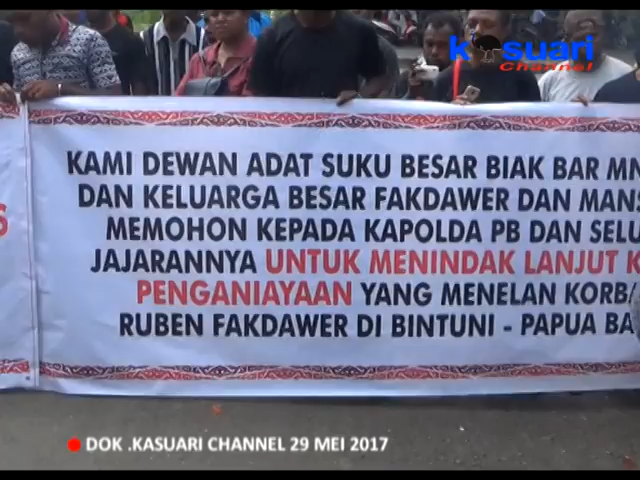 Kasuari
Channel
KAMI DEWAN ADAT SUKU BESAR BIAK BAR
DAN KELUARGA BESAR FAKDAWER DAN
MEMOHON KEPADA KAPOLDA PB DAN
JAJARANNYA UNTUK MENINDAK LANJUT
PENGANIAYAAN YANG MENELAN
RUBEN FAKDAWER DI BINTUNI - PAPUA
DOK .KASUARI CHANNEL 29 MEI 2017